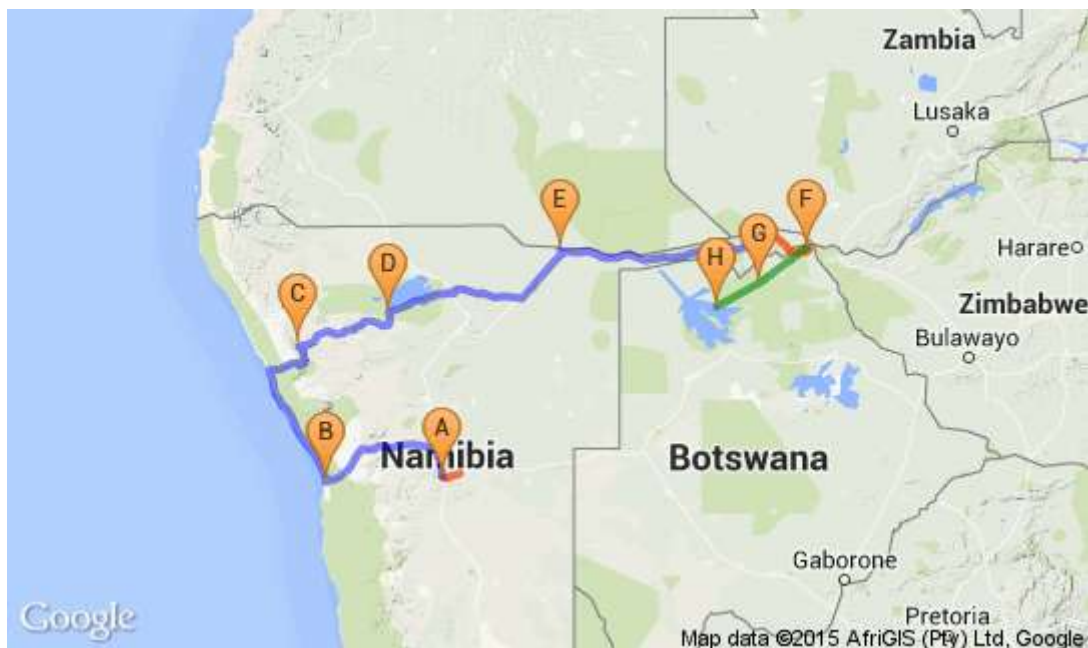 Zambia
Lusaka
E
F
G
H
Harare
D
C
Zimbabwe
Bulawayo
A
B
Namibia
Botswana
Gaborone
Pretoria
Google
Map data ©2015 AfriGIS (Pty) Ltd, Google